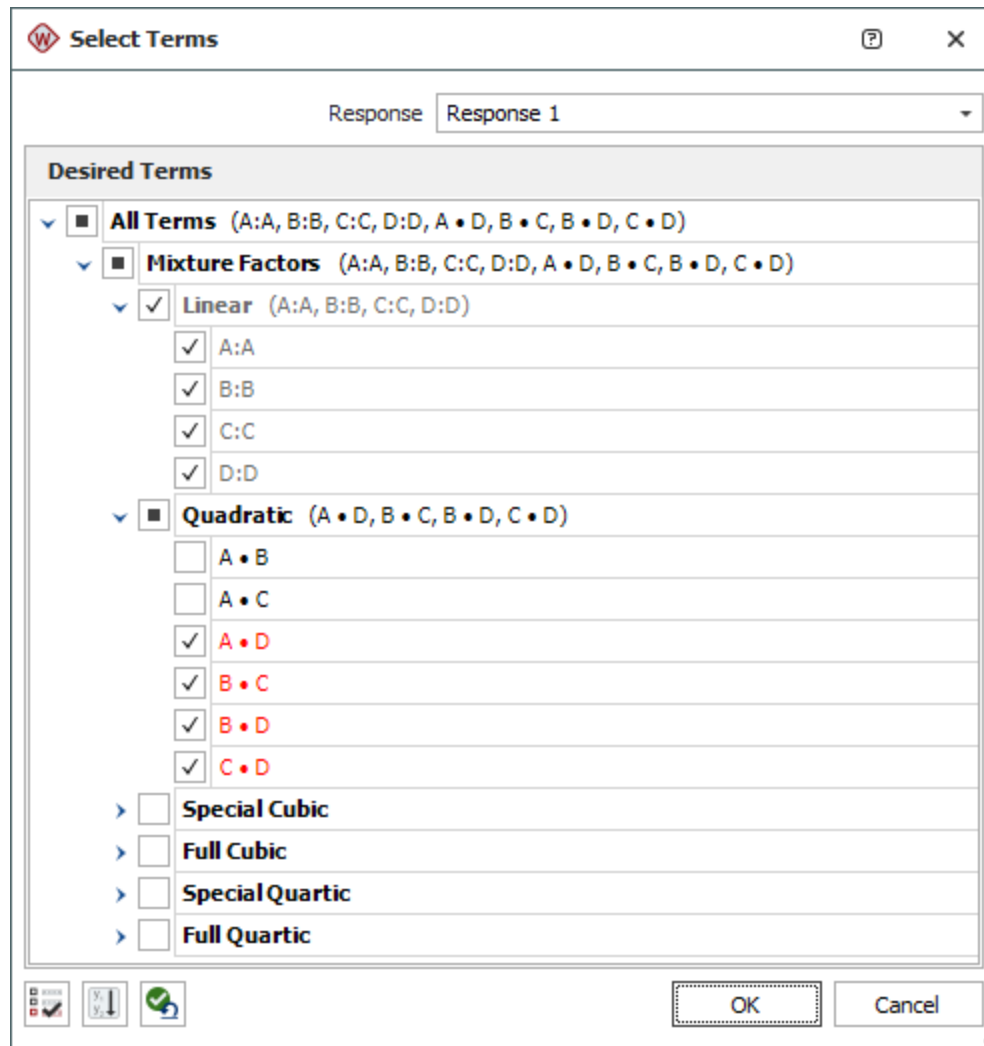 Select Terms
Response Response 1
Desired Terms
All Terms (A:A, B:B, C:C, D:D, A • D, B • C, B • D, C • D)
Mixture Factors (A:A, B:B, C:C, D:D, A • D, B • C, B • D, C • D)
Linear (A:A, B:B, C:C, D:D)
A:A
B:B
C:C
D:D
Quadratic (A • D, B • C, B • D, C • D)
A • B
A • C
A • D
B • C
B • D
C • D
Special Cubic
Full Cubic
Special Quartic
Full Quartic
OK Cancel